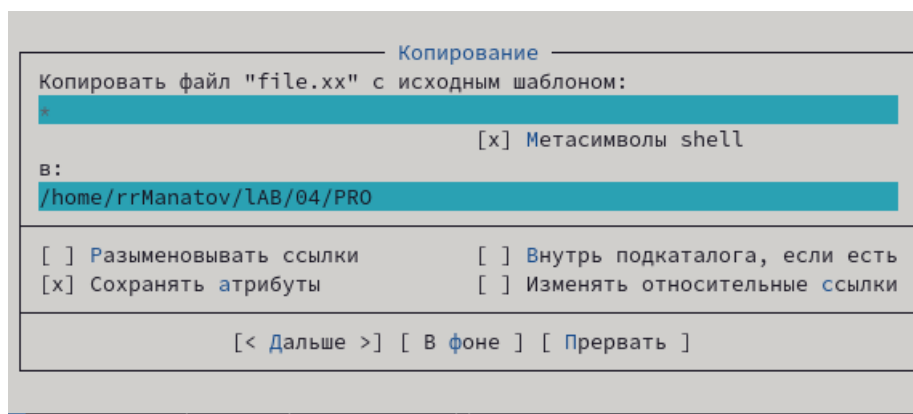 Копирование
Копировать файл "file.xx" с исходным шаблоном:
*
[x] Метасимволы shell
в:
/home/rrManatov/lAB/04/PRO
[ ] Разыменовывать ссылки [ ] Внутрь подкаталога, если есть
[x] Сохранять атрибуты [ ] Изменять относительные ссылки
[< Дальше >] [ В фоне ] [ Прервать ]